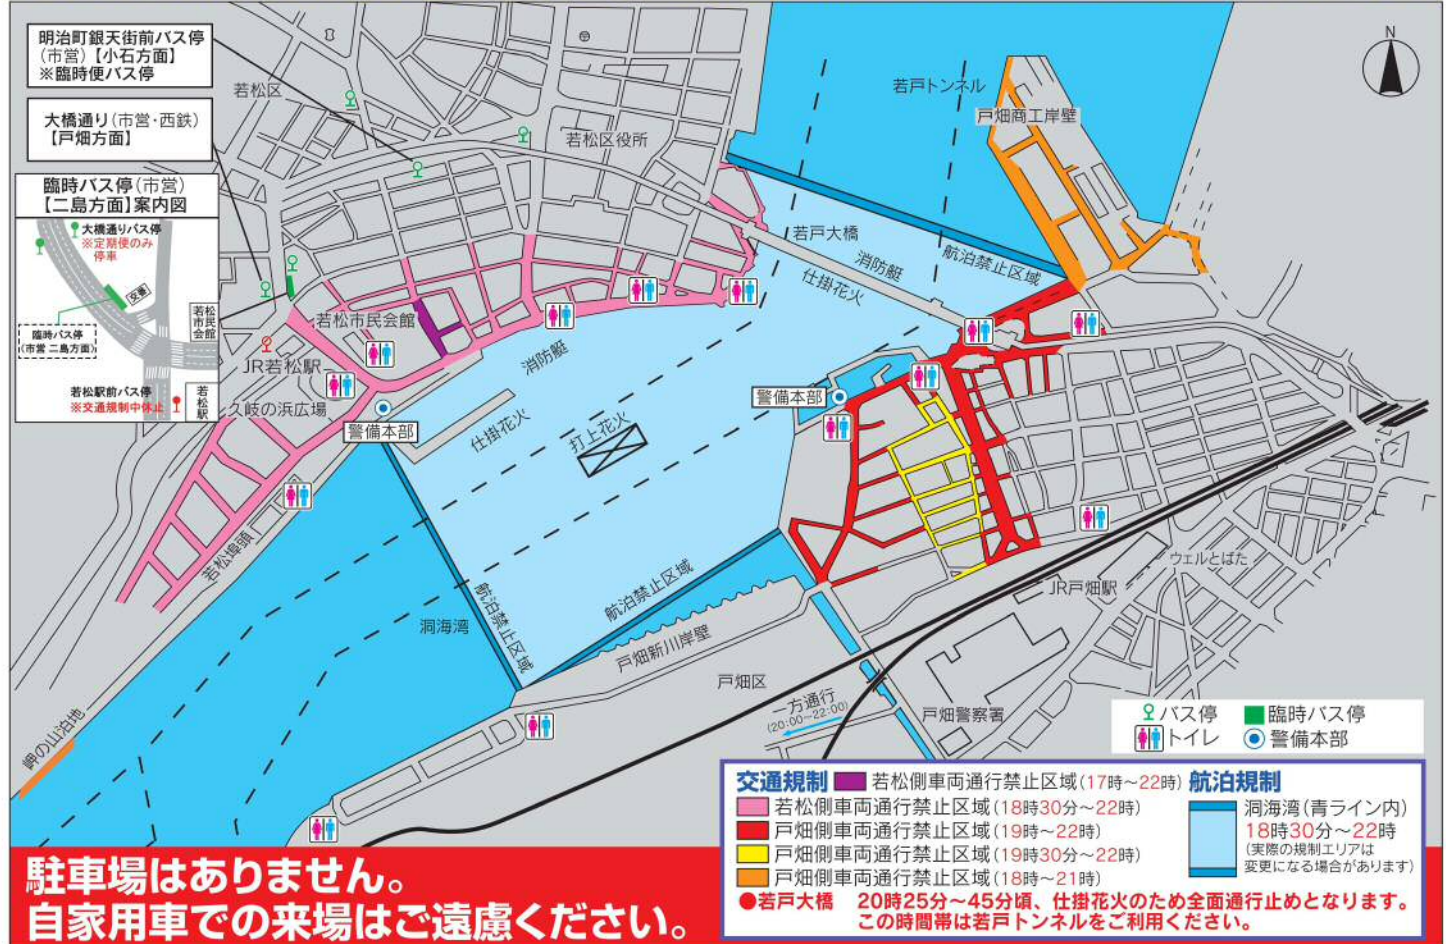 明治町銀天街前バス停
(市営)【小石方面】
※臨時便バス停
大橋通り(市営・西鉄)
【戸畑方面】
臨時バス停(市営)
【二島方面】案内図
大橋通りバス停
※定期便のみ
停車
交番
若松市民会館
臨時バス停
(市営 二島方面)
若松駅前バス停
※交通規制中休止
若松駅
N
若松区
若松区役所
若戸トンネル
戸畑商工岸壁
若戸大橋
消防艇
仕掛花火
航泊禁止区域
若松市民会館
JR若松駅
久岐の浜広場
警備本部
消防艇
仕掛花火
打上花火
警備本部
若松埠頭
洞海湾
航泊禁止区域
航泊禁止区域
戸畑新川岸壁
戸畑区
一方通行
(20:00~22:00)
JR戸畑駅
ウェルとばた
戸畑警察署
岬の山泊地
バス停
臨時バス停
トイレ
警備本部
交通規制
若松側車両通行禁止区域(17時~22時)
若松側車両通行禁止区域(18時30分~22時)
戸畑側車両通行禁止区域(19時~22時)
戸畑側車両通行禁止区域(19時30分~22時)
戸畑側車両通行禁止区域(18時~21時)
航泊規制
洞海湾(青ライン内)
18時30分~22時
(実際の規制エリアは
変更になる場合があります)
●若戸大橋 20時25分~45分頃、仕掛花火のため全面通行止めとなります。
この時間帯は若戸トンネルをご利用ください。
駐車場はありません。
自家用車での来場はご遠慮ください。